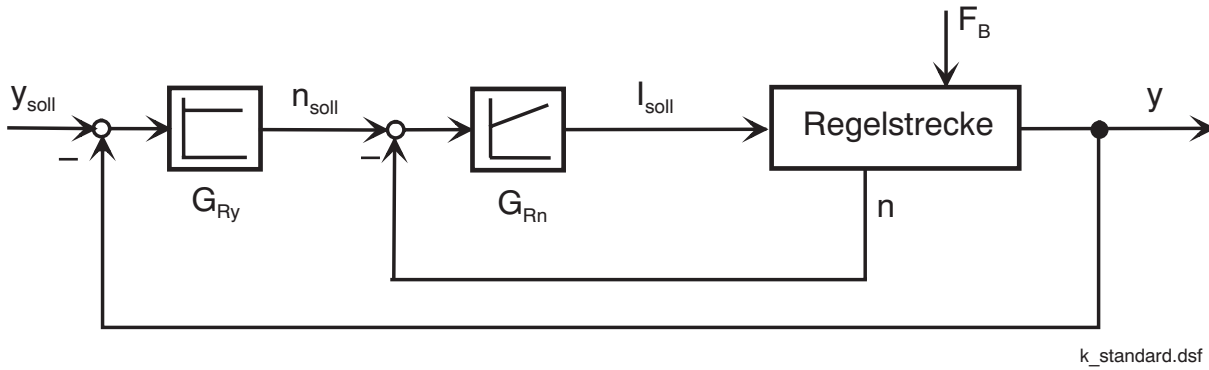 F_B
y_soll
n_soll
I_soll
Regelstrecke
y
–
–
G_Ry
G_Rn
n
k_standard.dsf